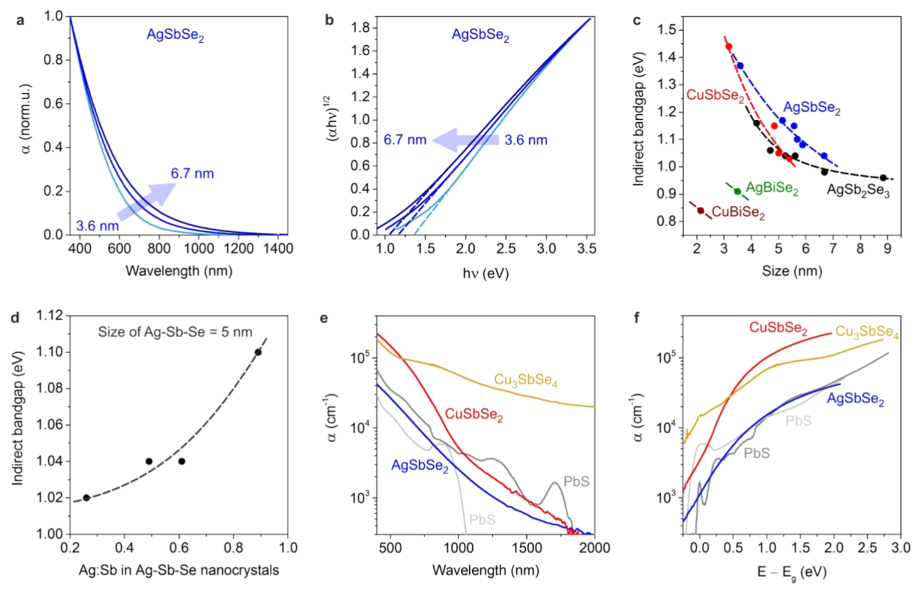 a
AgSbSe2
6.7 nm
3.6 nm
α (norm.u.)
1.0
0.8
0.6
0.4
0.2
0.0
400 600 800 1000 1200 1400
Wavelength (nm)
b
AgSbSe2
6.7 nm
3.6 nm
(αhν)1/2
1.8
1.6
1.4
1.2
1.0
0.8
0.6
0.4
0.2
0.0
1.0 1.5 2.0 2.5 3.0 3.5
hν (eV)
c
CuSbSe2
AgSbSe2
AgBiSe2
AgSb2Se3
CuBiSe2
Indirect bandgap (eV)
1.5
1.4
1.3
1.2
1.1
1.0
0.9
0.8
2 3 4 5 6 7 8 9
Size (nm)
d
Size of Ag-Sb-Se = 5 nm
Indirect bandgap (eV)
1.12
1.10
1.08
1.06
1.04
1.02
1.00
0.2 0.4 0.6 0.8 1.0
Ag:Sb in Ag-Sb-Se nanocrystals
e
Cu3SbSe4
CuSbSe2
AgSbSe2
PbS
PbS
α (cm-1)
105
104
103
500 1000 1500 2000
Wavelength (nm)
f
CuSbSe2
Cu3SbSe4
PbS
AgSbSe2
PbS
α (cm-1)
105
104
103
0.0 0.5 1.0 1.5 2.0 2.5 3.0
E − Eg (eV)